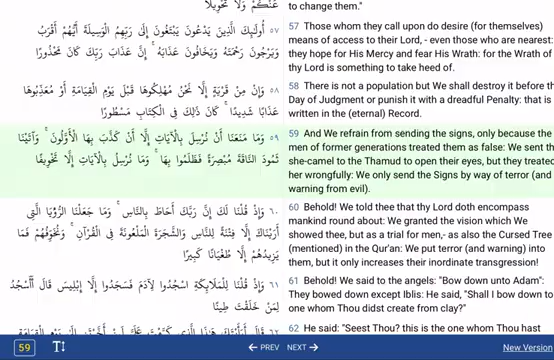 عَنكُمْ وَلَا تَحْوِيلًا
٥٧ أُولَٰئِكَ الَّذِينَ يَدْعُونَ يَبْتَغُونَ إِلَىٰ رَبِّهِمُ الْوَسِيلَةَ أَيُّهُمْ أَقْرَبُ
وَيَرْجُونَ رَحْمَتَهُ وَيَخَافُونَ عَذَابَهُ ۚ إِنَّ عَذَابَ رَبِّكَ كَانَ مَحْذُورًا
٥٨ وَإِن مِّن قَرْيَةٍ إِلَّا نَحْنُ مُهْلِكُوهَا قَبْلَ يَوْمِ الْقِيَامَةِ أَوْ مُعَذِّبُوهَا
عَذَابًا شَدِيدًا ۚ كَانَ ذَٰلِكَ فِي الْكِتَابِ مَسْطُورًا
٥٩ وَمَا مَنَعَنَا أَن نُّرْسِلَ بِالْآيَاتِ إِلَّا أَن كَذَّبَ بِهَا الْأَوَّلُونَ ۚ وَآتَيْنَا
ثَمُودَ النَّاقَةَ مُبْصِرَةً فَظَلَمُوا بِهَا ۚ وَمَا نُرْسِلُ بِالْآيَاتِ إِلَّا تَخْوِيفًا
٦٠ وَإِذْ قُلْنَا لَكَ إِنَّ رَبَّكَ أَحَاطَ بِالنَّاسِ ۚ وَمَا جَعَلْنَا الرُّؤْيَا الَّتِي
أَرَيْنَاكَ إِلَّا فِتْنَةً لِّلنَّاسِ وَالشَّجَرَةَ الْمَلْعُونَةَ فِي الْقُرْآنِ ۚ وَنُخَوِّفُهُمْ فَمَا
يَزِيدُهُمْ إِلَّا طُغْيَانًا كَبِيرًا
٦١ وَإِذْ قُلْنَا لِلْمَلَائِكَةِ اسْجُدُوا لِآدَمَ فَسَجَدُوا إِلَّا إِبْلِيسَ قَالَ أَأَسْجُدُ
لِمَنْ خَلَقْتَ طِينًا
to change them."
57 Those whom they call upon do desire (for themselves)
means of access to their Lord, - even those who are nearest:
they hope for His Mercy and fear His Wrath: for the Wrath of
thy Lord is something to take heed of.
58 There is not a population but We shall destroy it before th
Day of Judgment or punish it with a dreadful Penalty: that is
written in the (eternal) Record.
59 And We refrain from sending the signs, only because the
men of former generations treated them as false: We sent th
she-camel to the Thamud to open their eyes, but they treated
her wrongfully: We only send the Signs by way of terror (and
warning from evil).
60 Behold! We told thee that thy Lord doth encompass
mankind round about: We granted the vision which We
showed thee, but as a trial for men,- as also the Cursed Tree
(mentioned) in the Qur'an: We put terror (and warning) into
them, but it only increases their inordinate transgression!
61 Behold! We said to the angels: "Bow down unto Adam":
They bowed down except Iblis: He said, "Shall I bow down to
one whom Thou didst create from clay?"
62 He said: "Seest Thou? this is the one whom Thou hast
59 T PREV NEXT New Version